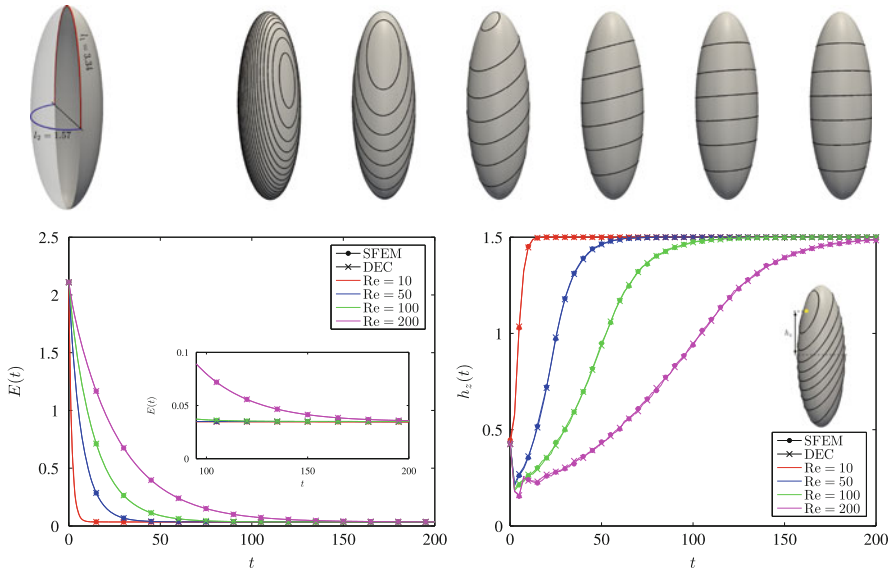 l₁ = 3.34
l₂ = 1.57
2.5
2
1.5
1
0.5
0
0 50 100 150 200
E(t)
t
SFEM
DEC
Re = 10
Re = 50
Re = 100
Re = 200
0.1
0.05
0
100 150 200
E(t)
t
1.5
1
0.5
0
0 50 100 150 200
h_z(t)
t
h_z
SFEM
DEC
Re = 10
Re = 50
Re = 100
Re = 200